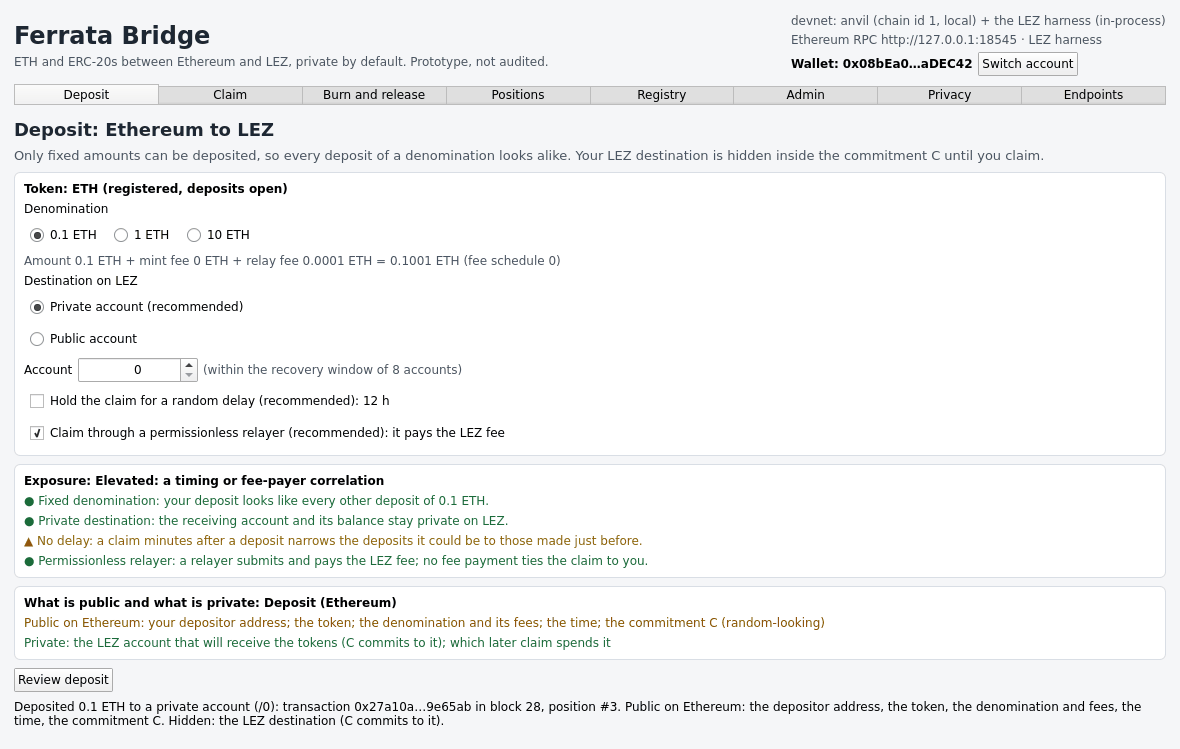 Ferrata Bridge
ETH and ERC-20s between Ethereum and LEZ, private by default. Prototype, not audited.
devnet: anvil (chain id 1, local) + the LEZ harness (in-process)
Ethereum RPC http://127.0.0.1:18545 · LEZ harness
Wallet: 0x08bEa0…aDEC42 Switch account
Deposit Claim Burn and release Positions Registry Admin Privacy Endpoints
Deposit: Ethereum to LEZ
Only fixed amounts can be deposited, so every deposit of a denomination looks alike. Your LEZ destination is hidden inside the commitment C until you claim.
Token: ETH (registered, deposits open)
Denomination
0.1 ETH 1 ETH 10 ETH
Amount 0.1 ETH + mint fee 0 ETH + relay fee 0.0001 ETH = 0.1001 ETH (fee schedule 0)
Destination on LEZ
Private account (recommended)
Public account
Account 0 (within the recovery window of 8 accounts)
Hold the claim for a random delay (recommended): 12 h
Claim through a permissionless relayer (recommended): it pays the LEZ fee
Exposure: Elevated: a timing or fee-payer correlation
● Fixed denomination: your deposit looks like every other deposit of 0.1 ETH.
● Private destination: the receiving account and its balance stay private on LEZ.
▲ No delay: a claim minutes after a deposit narrows the deposits it could be to those made just before.
● Permissionless relayer: a relayer submits and pays the LEZ fee; no fee payment ties the claim to you.
What is public and what is private: Deposit (Ethereum)
Public on Ethereum: your depositor address; the token; the denomination and its fees; the time; the commitment C (random-looking)
Private: the LEZ account that will receive the tokens (C commits to it); which later claim spends it
Review deposit
Deposited 0.1 ETH to a private account (/0): transaction 0x27a10a…9e65ab in block 28, position #3. Public on Ethereum: the depositor address, the token, the denomination and fees, the
time, the commitment C. Hidden: the LEZ destination (C commits to it).